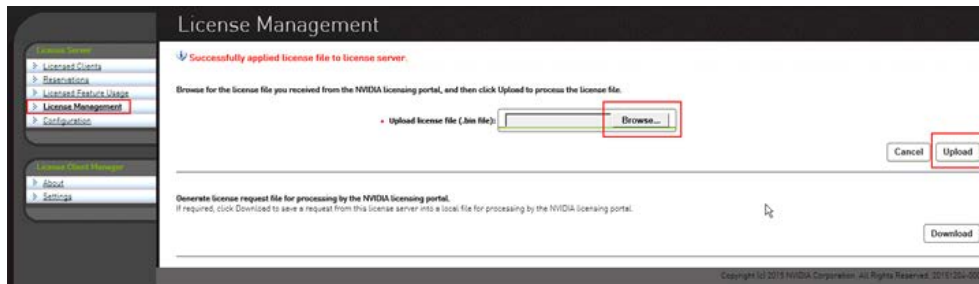 License Management
License Server
Licensed Clients
Reservations
Licensed Feature Usage
License Management
Configuration
License Client Manager
About
Settings
Successfully applied license file to license server.
Browse for the license file you received from the NVIDIA licensing portal, and then click Upload to process the license file.
Upload license file (.bin file):
Browse...
Cancel
Upload
Generate license request file for processing by the NVIDIA licensing portal.
If required, click Download to save a request from this license server into a local file for processing by the NVIDIA licensing portal.
Download
Copyright (c) 2015 NVIDIA Corporation. All Rights Reserved.